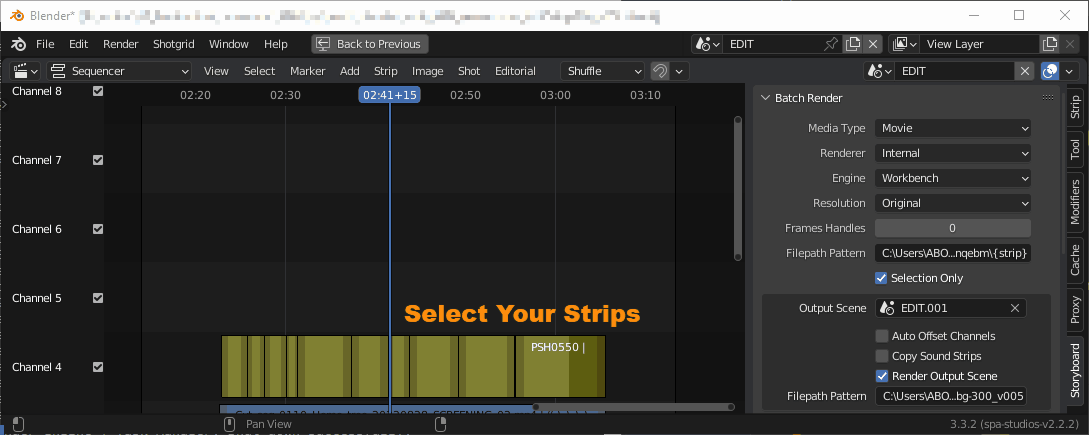 Blender*
File Edit Render Shotgrid Window Help Back to Previous EDIT View Layer
Sequencer View Select Marker Add Strip Image Shot Editorial Shuffle EDIT
Channel 8
02:20 02:30 02:41+15 02:50 03:00 03:10
Channel 7
Channel 6
Channel 5
Select Your Strips
Channel 4
PSH0550 |
Batch Render
Media Type Movie
Renderer Internal
Engine Workbench
Resolution Original
Frames Handles 0
Filepath Pattern C:\Users\ABO...nqebm\{strip}
Selection Only
Output Scene EDIT.001
Auto Offset Channels
Copy Sound Strips
Render Output Scene
Filepath Pattern C:\Users\ABO...bg-300_v005
Strip
Tool
Modifiers
Cache
Proxy
Storyboard
Pan View
3.3.2 (spa-studios-v2.2.2)